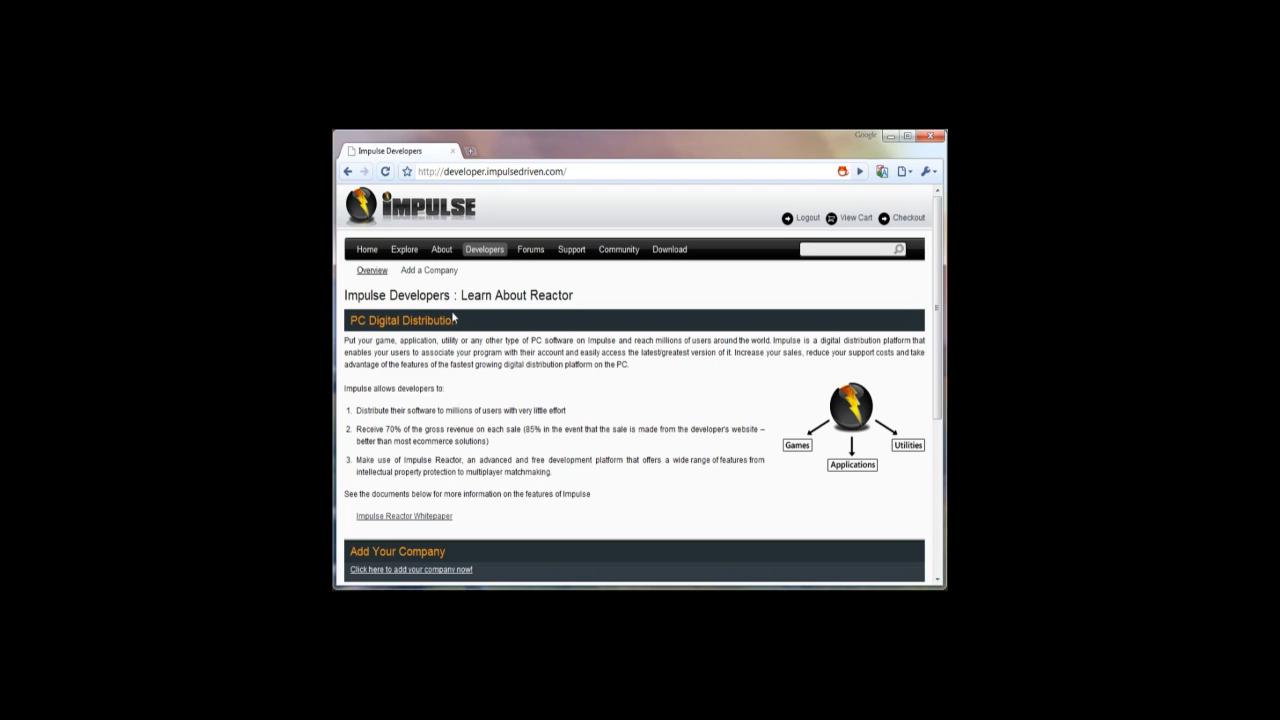 Google
Impulse Developers
http://developer.impulsedriven.com/
iMPULSE
Logout View Cart Checkout
Home Explore About Developers Forums Support Community Download
Overview Add a Company
Impulse Developers : Learn About Reactor
PC Digital Distribution
Put your game, application, utility or any other type of PC software on Impulse and reach millions of users around the world. Impulse is a digital distribution platform that
enables your users to associate your program with their account and easily access the latest/greatest version of it. Increase your sales, reduce your support costs and take
advantage of the features of the fastest growing digital distribution platform on the PC.
Impulse allows developers to:
1. Distribute their software to millions of users with very little effort
2. Receive 70% of the gross revenue on each sale (85% in the event that the sale is made from the developer's website –
better than most ecommerce solutions)
3. Make use of Impulse Reactor, an advanced and free development platform that offers a wide range of features from
intellectual property protection to multiplayer matchmaking.
Games
Utilities
Applications
See the documents below for more information on the features of Impulse
Impulse Reactor Whitepaper
Add Your Company
Click here to add your company now!